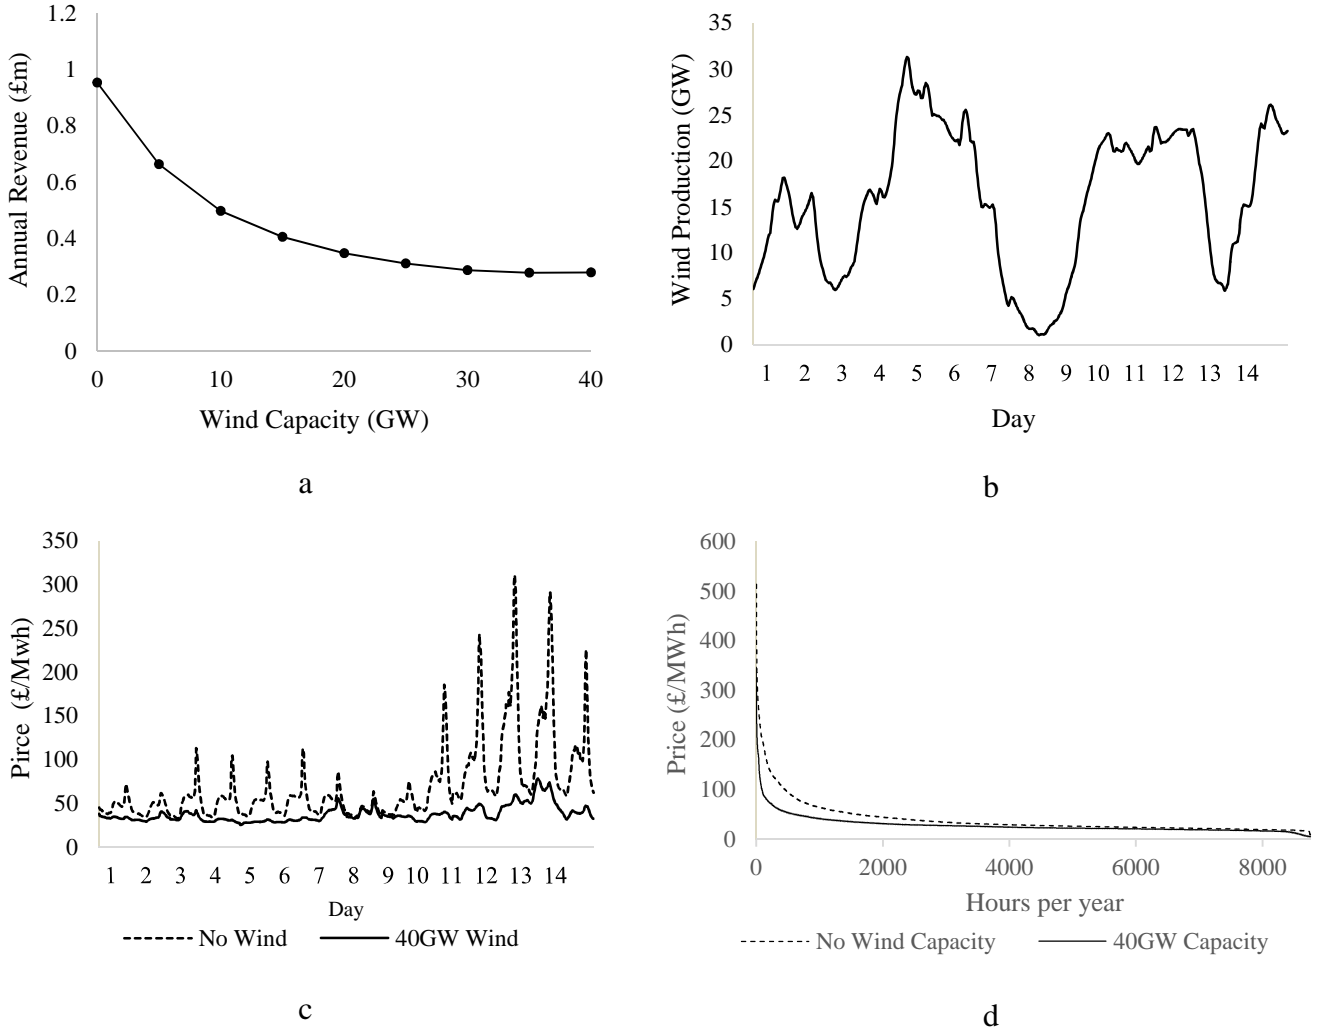 1.2
1
0.8
0.6
0.4
0.2
0
Annual Revenue (£m)
0 10 20 30 40
Wind Capacity (GW)
a
35
30
25
20
15
10
5
0
Wind Production (GW)
1 2 3 4 5 6 7 8 9 10 11 12 13 14
Day
b
350
300
250
200
150
100
50
0
Pirce (£/Mwh)
1 2 3 4 5 6 7 8 9 10 11 12 13 14
Day
No Wind 40GW Wind
c
600
500
400
300
200
100
0
Price (£/MWh)
0 2000 4000 6000 8000
Hours per year
No Wind Capacity 40GW Capacity
d